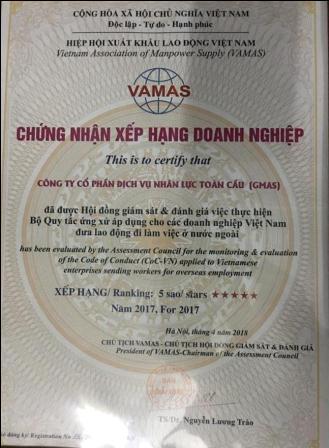 CỘNG HÒA XÃ HỘI CHỦ NGHĨA VIỆT NAM
Độc lập - Tự do - Hạnh phúc
HIỆP HỘI XUẤT KHẨU LAO ĐỘNG VIỆT NAM
Vietnam Association of Manpower Supply (VAMAS)
VAMAS
CHỨNG NHẬN XẾP HẠNG DOANH NGHIỆP
This is to certify that
CÔNG TY CỔ PHẦN DỊCH VỤ NHÂN LỰC TOÀN CẦU (GMAS)
đã được Hội đồng giám sát & đánh giá việc thực hiện
Bộ Quy tắc ứng xử áp dụng cho các doanh nghiệp Việt Nam
đưa lao động đi làm việc ở nước ngoài
has been evaluated by the Assessment Council for the monitoring & evaluation
of the Code of Conduct (CoC-VN) applied to Vietnamese
enterprises sending workers for overseas employment
XẾP HẠNG/ Ranking: 5 sao/ stars ★★★★★
Năm 2017, For 2017
Hà Nội, tháng 4 năm 2018
CHỦ TỊCH VAMAS - CHỦ TỊCH HỘI ĐỒNG GIÁM SÁT & ĐÁNH GIÁ
President of VAMAS-Chairman of the Assessment Council
TS/Dr. Nguyễn Lương Trào
đăng ký/ Registration No